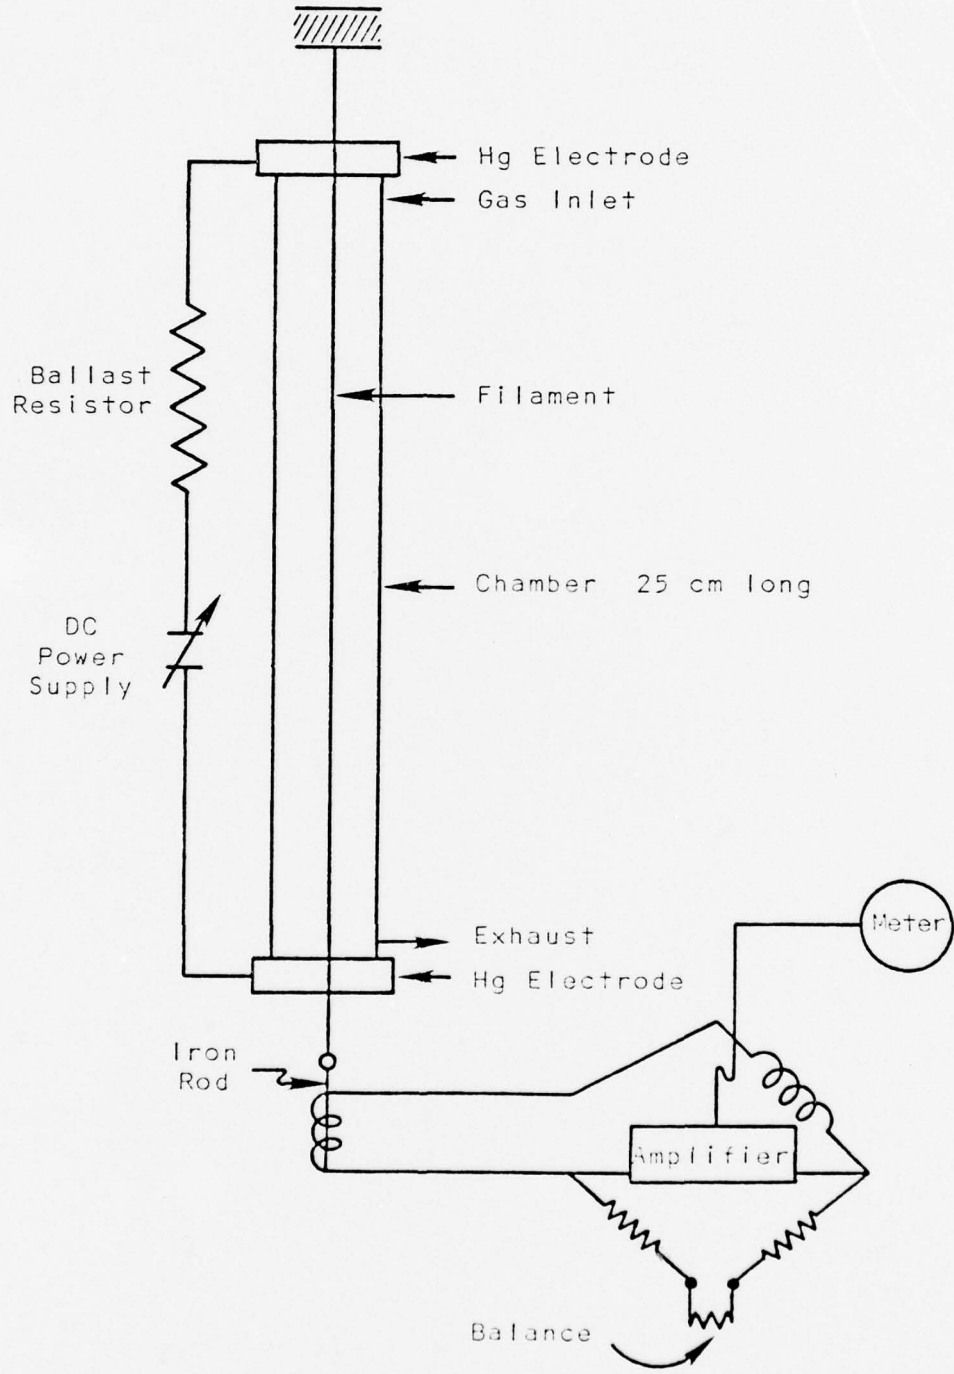 Hg Electrode
Gas Inlet
Ballast
Resistor
Filament
Chamber 25 cm long
DC
Power
Supply
Meter
Exhaust
Hg Electrode
Iron
Rod
Amplifier
Balance